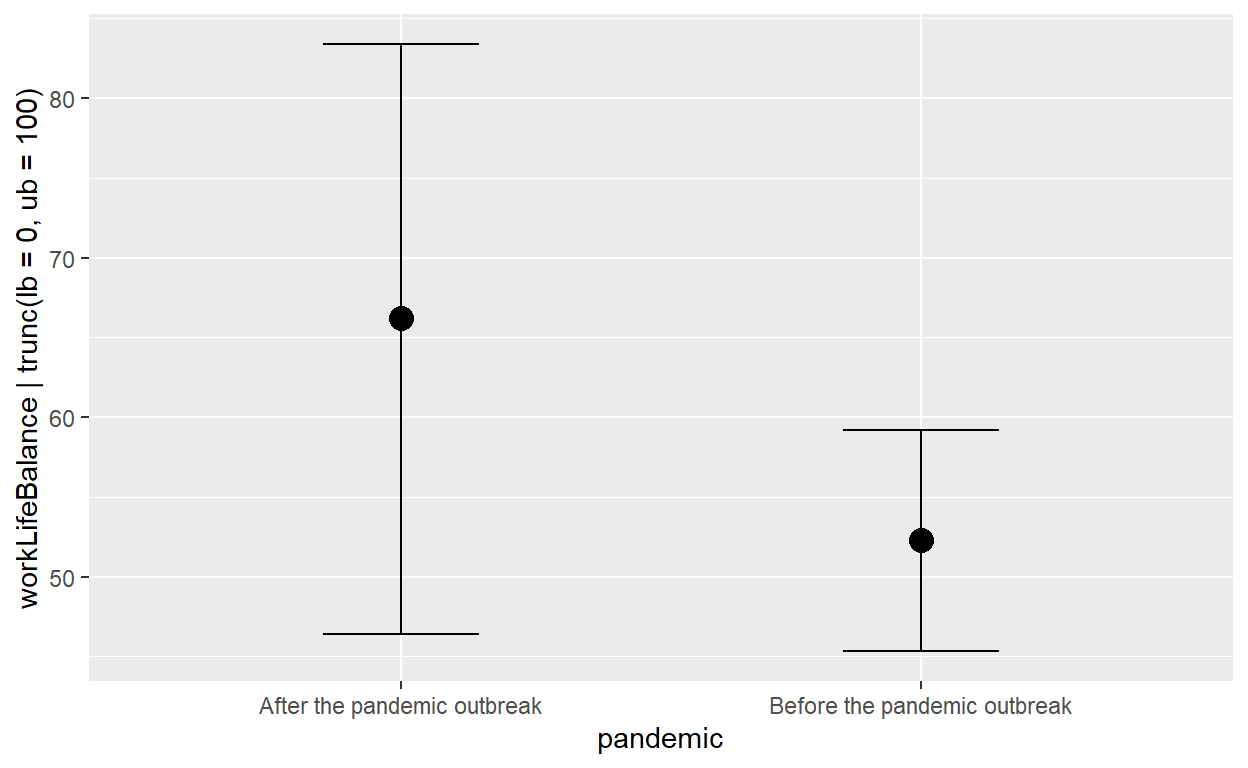 workLifeBalance | trunc(lb = 0, ub = 100)
80
70
60
50
After the pandemic outbreak
Before the pandemic outbreak
pandemic